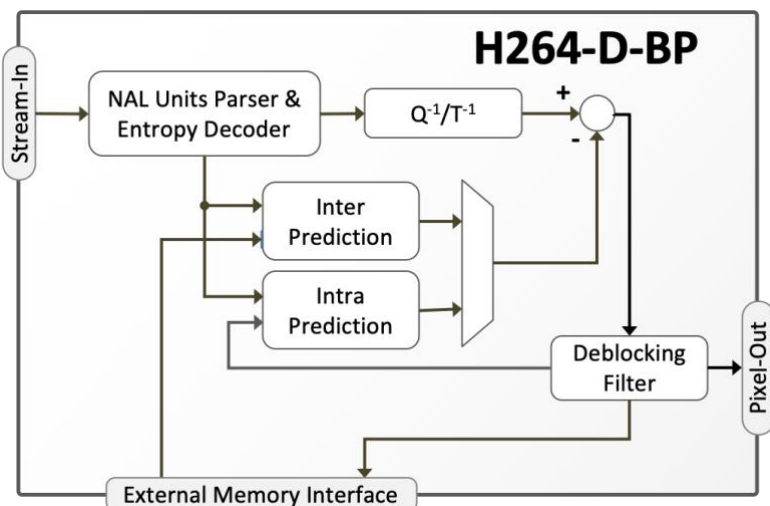 H264-D-BP
Stream-In
NAL Units Parser &
Entropy Decoder
Q⁻¹/T⁻¹
+
-
Inter
Prediction
Intra
Prediction
Deblocking
Filter
Pixel-Out
External Memory Interface